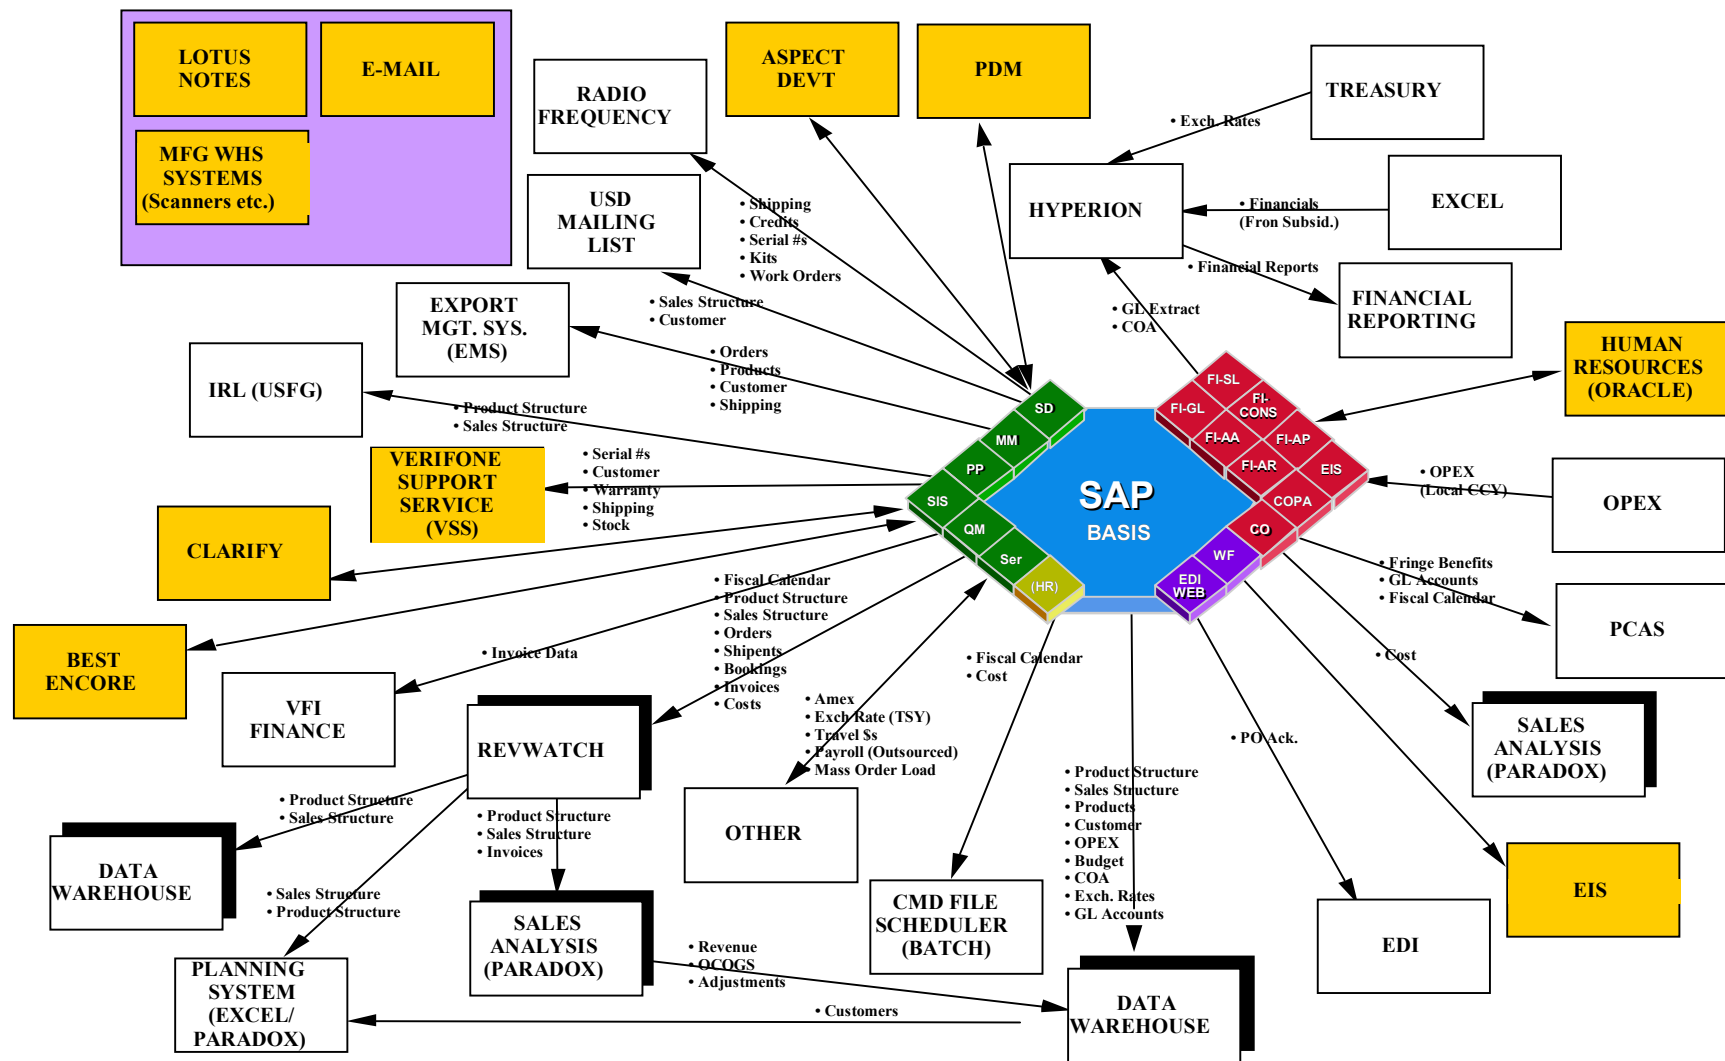 LOTUS
NOTES
E-MAIL
MFG WHS
SYSTEMS
(Scanners etc.)
RADIO
FREQUENCY
ASPECT
DEVT
PDM
TREASURY
• Exch. Rates
USD
MAILING
LIST
• Shipping
• Credits
• Serial #s
• Kits
• Work Orders
HYPERION
• Financials
(Fron Subsid.)
EXCEL
• Financial Reports
EXPORT
MGT. SYS.
(EMS)
• Sales Structure
• Customer
• GL Extract
• COA
FINANCIAL
REPORTING
• Orders
• Products
• Customer
• Shipping
HUMAN
RESOURCES
(ORACLE)
IRL (USFG)
• Product Structure
• Sales Structure
VERIFONE
SUPPORT
SERVICE
(VSS)
• Serial #s
• Customer
• Warranty
• Shipping
• Stock
SD
MM
PP
SIS
QM
Ser
(HR)
SAP
BASIS
FI-SL
FI-GL
FI-
CONS
FI-AA
FI-AP
FI-AR
EIS
COPA
CO
WF
EDI
WEB
• OPEX
(Local CCY)
OPEX
CLARIFY
• Fringe Benefits
• GL Accounts
• Fiscal Calendar
PCAS
BEST
ENCORE
• Invoice Data
VFI
FINANCE
• Fiscal Calendar
• Product Structure
• Sales Structure
• Orders
• Shipents
• Bookings
• Invoices
• Costs
REVWATCH
• Amex
• Exch Rate (TSY)
• Travel $s
• Payroll (Outsourced)
• Mass Order Load
• Fiscal Calendar
• Cost
• Cost
• PO Ack.
SALES
ANALYSIS
(PARADOX)
• Product Structure
• Sales Structure
• Product Structure
• Sales Structure
• Invoices
OTHER
• Product Structure
• Sales Structure
• Products
• Customer
• OPEX
• Budget
• COA
• Exch. Rates
• GL Accounts
DATA
WAREHOUSE
• Sales Structure
• Product Structure
SALES
ANALYSIS
(PARADOX)
CMD FILE
SCHEDULER
(BATCH)
EIS
EDI
PLANNING
SYSTEM
(EXCEL/
PARADOX)
• Revenue
• OCOGS
• Adjustments
• Customers
DATA
WAREHOUSE